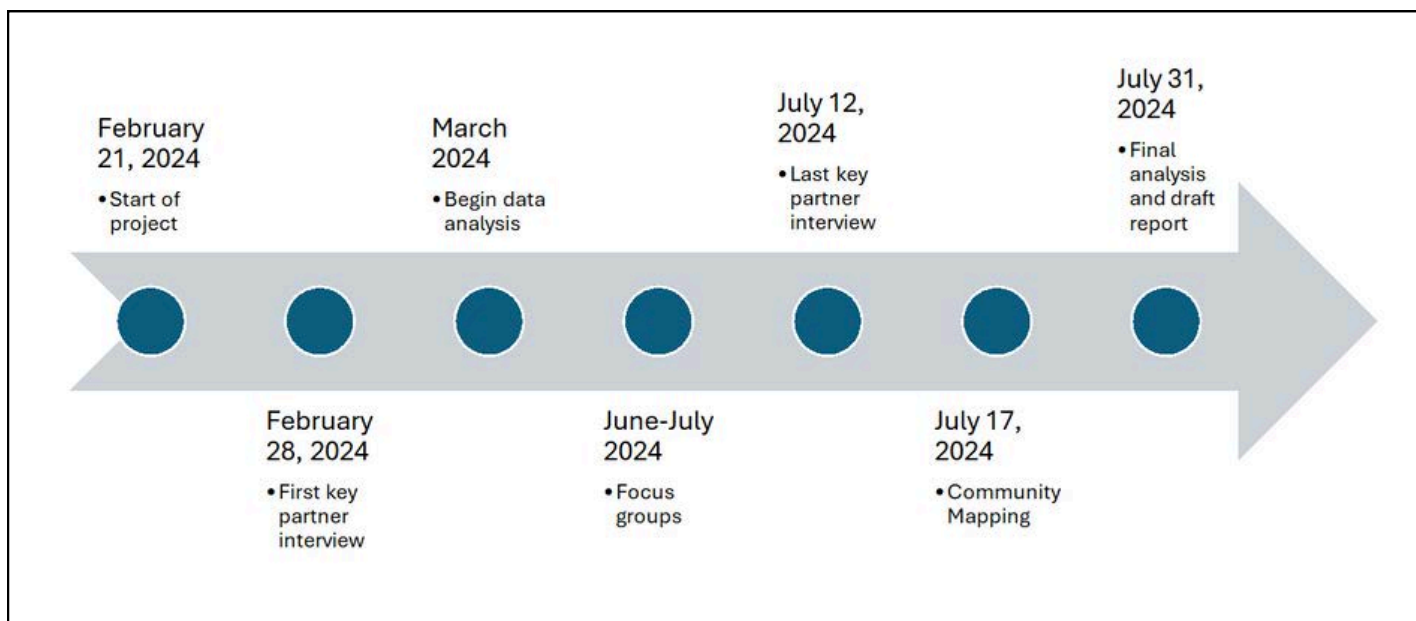 February
21, 2024
• Start of
project
February
28, 2024
• First key
partner
interview
March
2024
• Begin data
analysis
June-July
2024
• Focus
groups
July 12,
2024
• Last key
partner
interview
July 17,
2024
• Community
Mapping
July 31,
2024
• Final
analysis
and draft
report